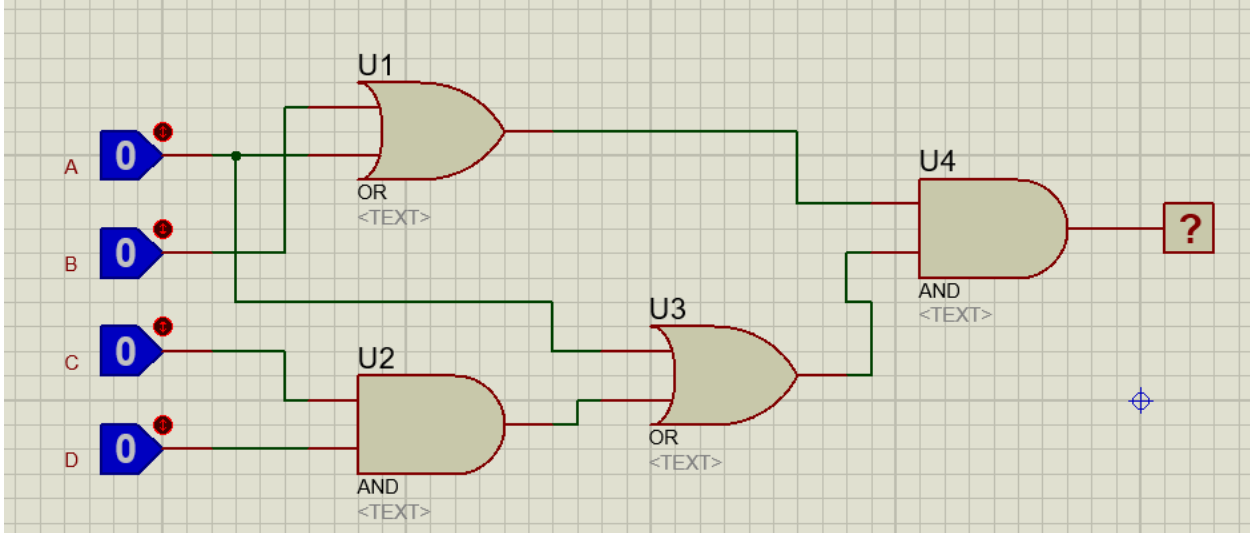 U1
A 0
OR
<TEXT>
U4
B 0
?
AND
<TEXT>
U3
C 0
U2
D 0
OR
<TEXT>
AND
<TEXT>